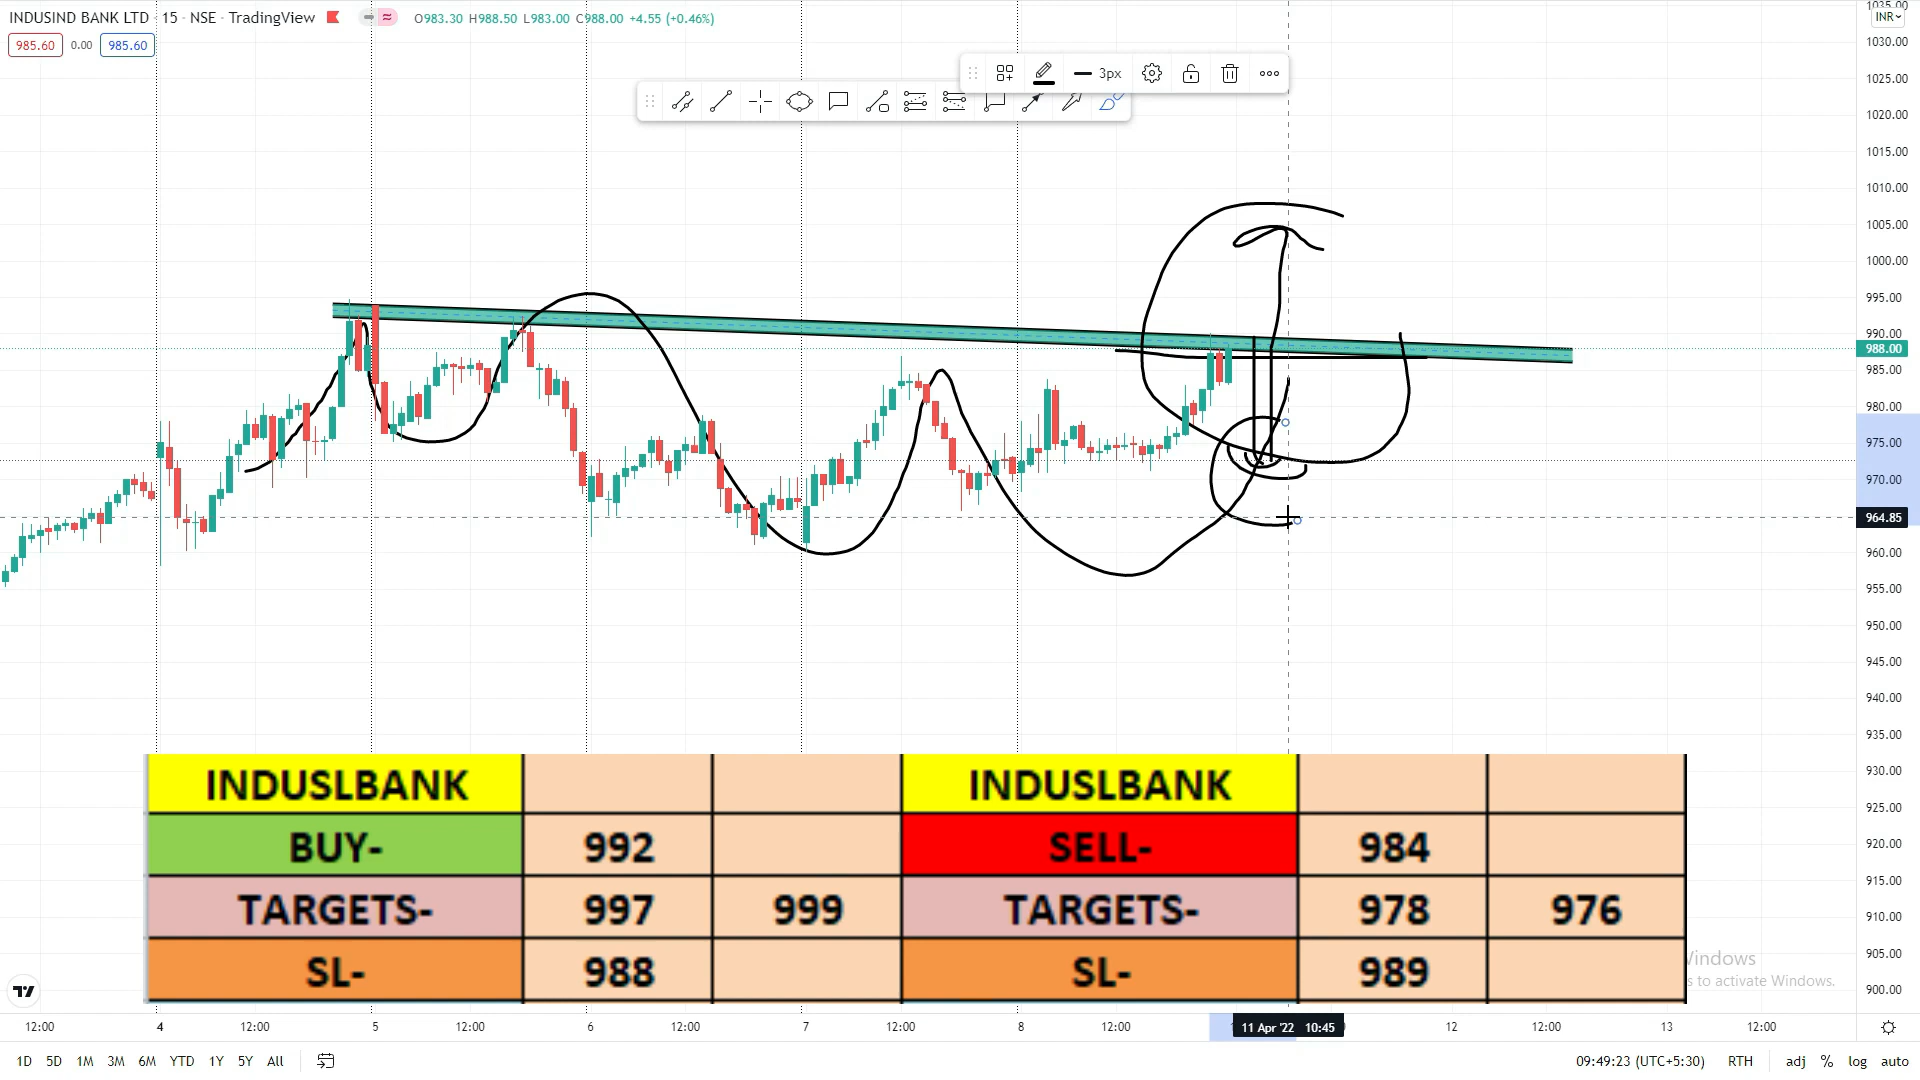 INDUSIND BANK LTD · 15 · NSE · TradingView O983.30 H988.50 L983.00 C988.00 +4.55 (+0.46%)
985.60 0.00 985.60
3px
INR
1035.00
1030.00
1025.00
1020.00
1015.00
1010.00
1005.00
1000.00
995.00
990.00
988.00
985.00
980.00
975.00
970.00
964.85
960.00
955.00
950.00
945.00
940.00
935.00
930.00
925.00
920.00
915.00
910.00
905.00
900.00
INDUSLBANK INDUSLBANK
BUY- 992 SELL- 984
TARGETS- 997 999 TARGETS- 978 976
SL- 988 SL- 989
Windows
s to activate Windows.
12:00 4 12:00 5 12:00 6 12:00 7 12:00 8 12:00 11 Apr '22 10:45 12 12:00 13 12:00
1D 5D 1M 3M 6M YTD 1Y 5Y All 09:49:23 (UTC+5:30) RTH adj % log auto